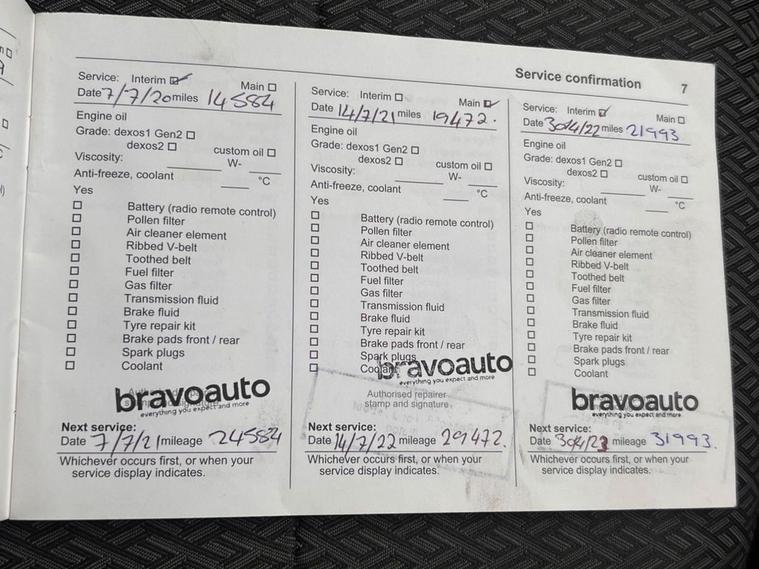 Service confirmation 7
Service: Interim ☑ Main ☐
Date 7/7/20 miles 14584
Engine oil
Grade: dexos1 Gen2 ☐
dexos2 ☐ custom oil ☐
Viscosity: W-
Anti-freeze, coolant °C
Yes
☐ Battery (radio remote control)
☐ Pollen filter
☐ Air cleaner element
☐ Ribbed V-belt
☐ Toothed belt
☐ Fuel filter
☐ Gas filter
☐ Transmission fluid
☐ Brake fluid
☐ Tyre repair kit
☐ Brake pads front / rear
☐ Spark plugs
☐ Coolant
bravoauto
everything you expect and more
Next service:
Date 7/7/21 mileage 24584
Whichever occurs first, or when your
service display indicates.
Service: Interim ☐ Main ☑
Date 14/7/21 miles 19472.
Engine oil
Grade: dexos1 Gen2 ☐
dexos2 ☐ custom oil ☐
Viscosity: W-
Anti-freeze, coolant °C
Yes
☐ Battery (radio remote control)
☐ Pollen filter
☐ Air cleaner element
☐ Ribbed V-belt
☐ Toothed belt
☐ Fuel filter
☐ Gas filter
☐ Transmission fluid
☐ Brake fluid
☐ Tyre repair kit
☐ Brake pads front / rear
☐ Spark plugs
☐ Coolant
bravoauto
everything you expect and more
Authorised repairer
stamp and signature
Next service:
Date 14/7/22 mileage 29472.
Whichever occurs first, or when your
service display indicates.
Service: Interim ☑ Main ☐
Date 30/4/22 miles 21993
Engine oil
Grade: dexos1 Gen2 ☐
dexos2 ☐ custom oil ☐
Viscosity: W-
Anti-freeze, coolant °C
Yes
☐ Battery (radio remote control)
☐ Pollen filter
☐ Air cleaner element
☐ Ribbed V-belt
☐ Toothed belt
☐ Fuel filter
☐ Gas filter
☐ Transmission fluid
☐ Brake fluid
☐ Tyre repair kit
☐ Brake pads front / rear
☐ Spark plugs
☐ Coolant
bravoauto
everything you expect and more
Next service:
Date 30/4/23 mileage 31993.
Whichever occurs first, or when your
service display indicates.